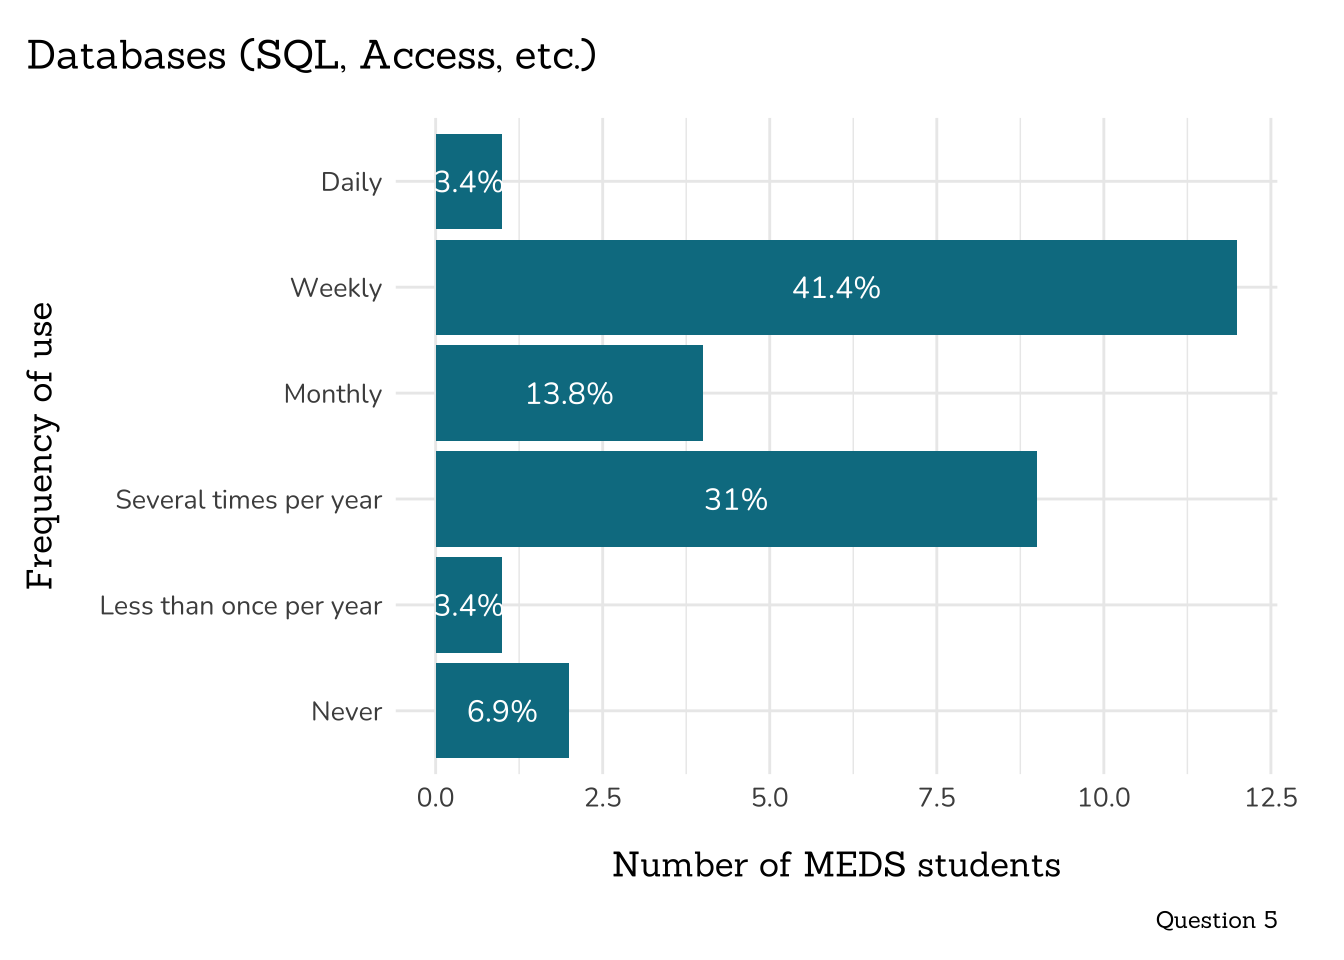 Databases (SQL, Access, etc.)
Frequency of use
Daily
3.4%
Weekly
41.4%
Monthly
13.8%
Several times per year
31%
Less than once per year
3.4%
Never
6.9%
0.0 2.5 5.0 7.5 10.0 12.5
Number of MEDS students
Question 5